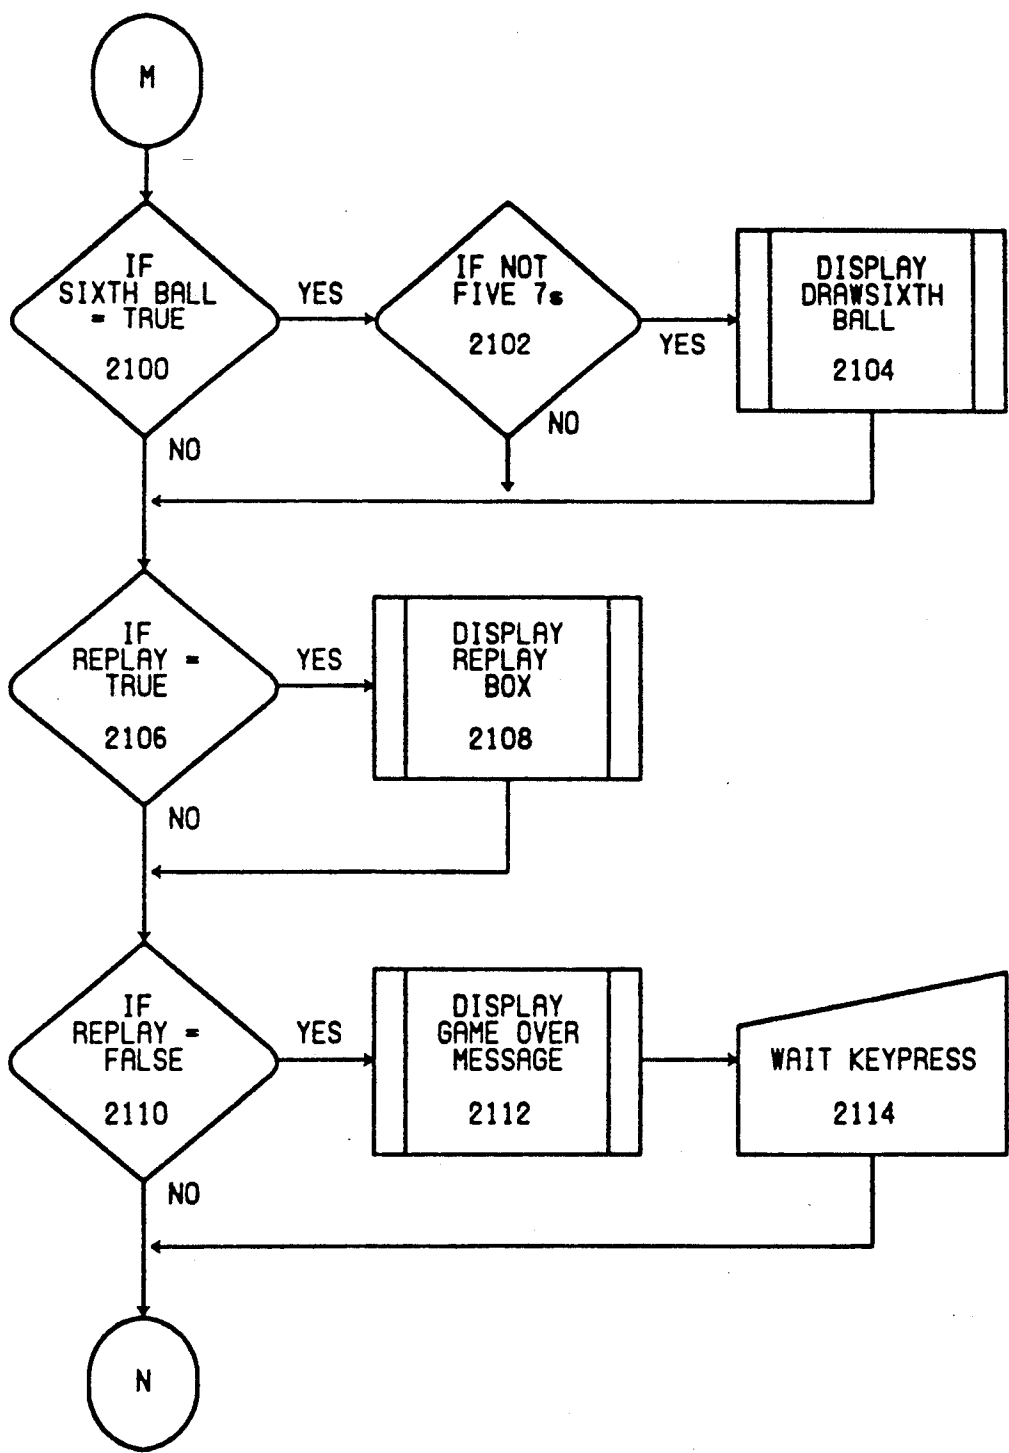 M
IF
SIXTH BALL
= TRUE
2100
YES
NO
IF NOT
FIVE 7s
2102
YES
NO
DISPLAY
DRAWSIXTH
BALL
2104
IF
REPLAY =
TRUE
2106
YES
NO
DISPLAY
REPLAY
BOX
2108
IF
REPLAY =
FALSE
2110
YES
NO
DISPLAY
GAME OVER
MESSAGE
2112
WAIT KEYPRESS
2114
N